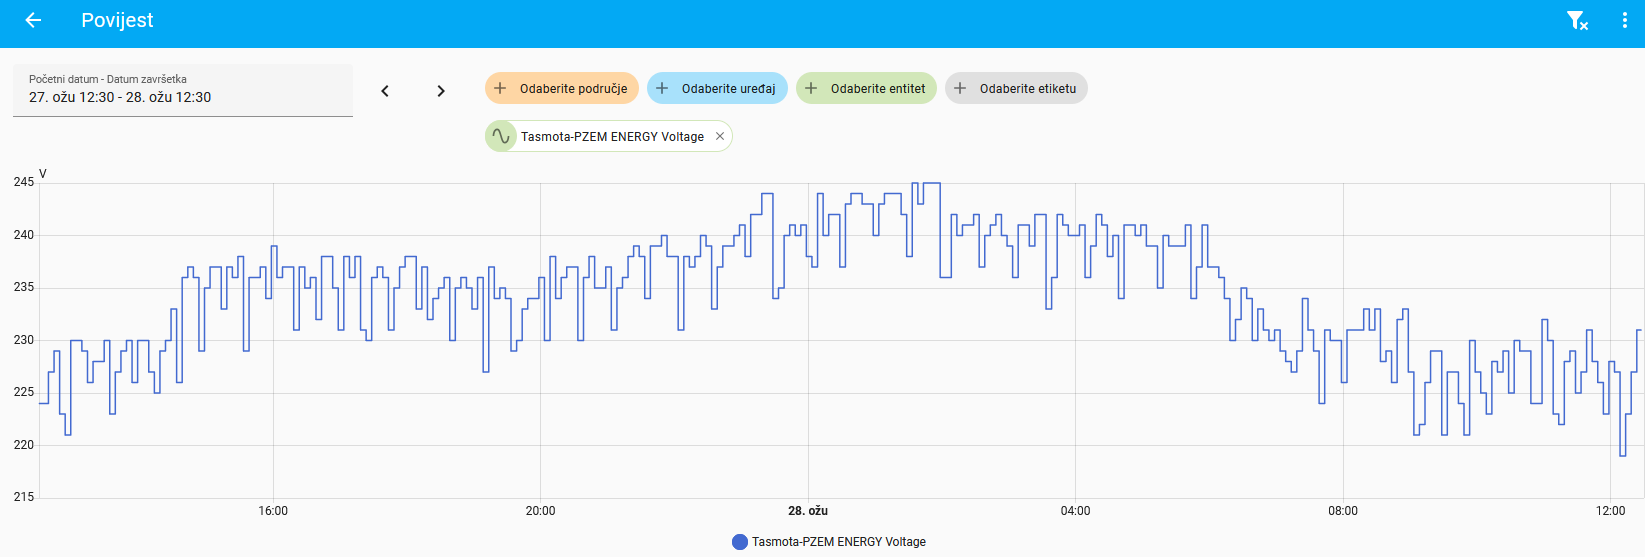 Povijest
Početni datum - Datum završetka
27. ožu 12:30 - 28. ožu 12:30
Odaberite područje
Odaberite uređaj
Odaberite entitet
Odaberite etiketu
Tasmota-PZEM ENERGY Voltage
V
245
240
235
230
225
220
215
16:00 20:00 28. ožu 04:00 08:00 12:00
Tasmota-PZEM ENERGY Voltage